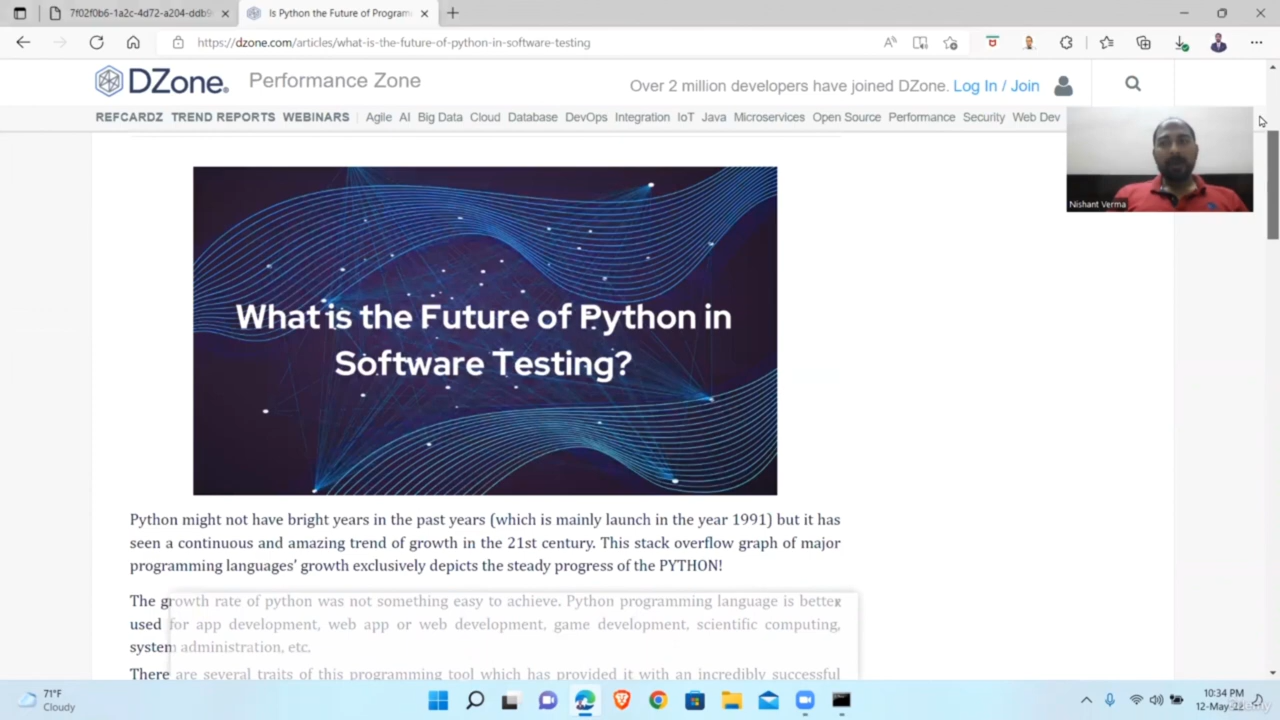 7f02f0b6-1a2c-4d72-a204-ddb9
Is Python the Future of Program
https://dzone.com/articles/what-is-the-future-of-python-in-software-testing
DZone. Performance Zone
Over 2 million developers have joined DZone. Log In / Join
REFCARDZ TREND REPORTS WEBINARS Agile AI Big Data Cloud Database DevOps Integration IoT Java Microservices Open Source Performance Security Web Dev
Nishant Verma
What is the Future of Python in
Software Testing?
Python might not have bright years in the past years (which is mainly launch in the year 1991) but it has
seen a continuous and amazing trend of growth in the 21st century. This stack overflow graph of major
programming languages' growth exclusively depicts the steady progress of the PYTHON!
The growth rate of python was not something easy to achieve. Python programming language is better
used for app development, web app or web development, game development, scientific computing,
system administration, etc.
There are several traits of this programming tool which has provided it with an incredibly successful
71°F
Cloudy
10:34 PM
12-May-22